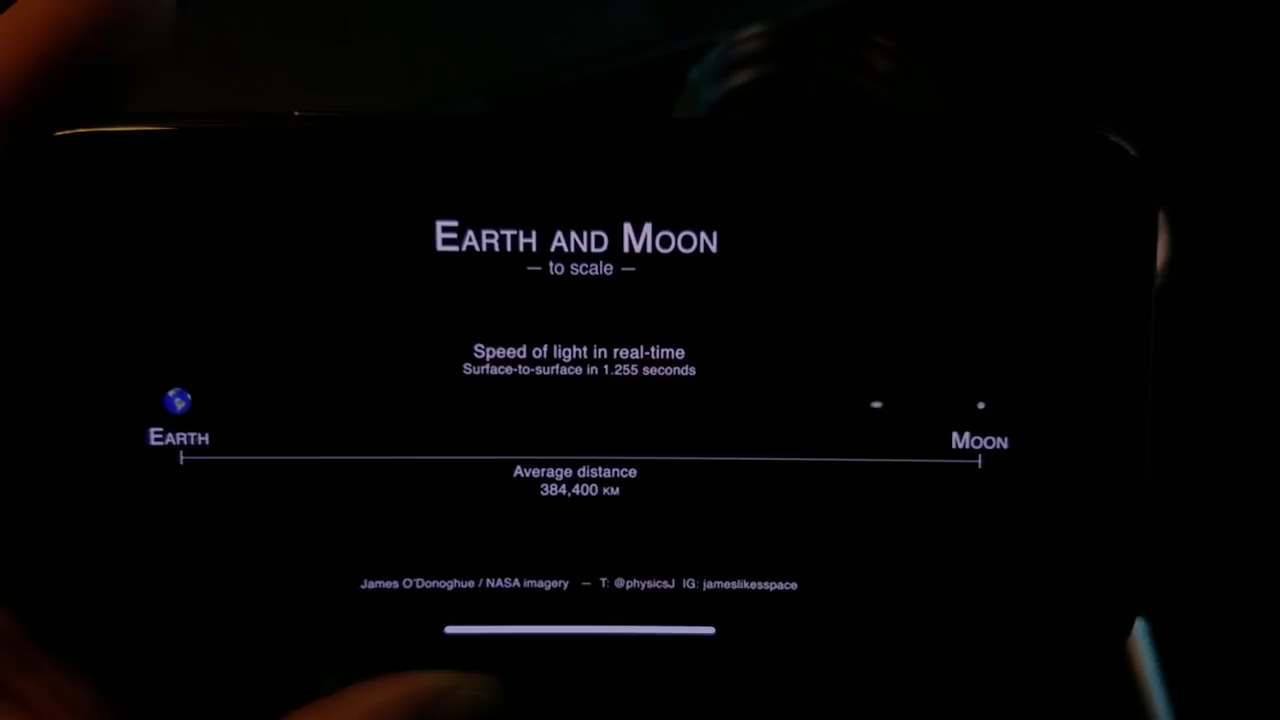 EARTH AND MOON
— to scale —
Speed of light in real-time
Surface-to-surface in 1.255 seconds
EARTH
MOON
Average distance
384,400 KM
James O'Donoghue / NASA imagery — T: @physicsJ IG: jameslikesspace